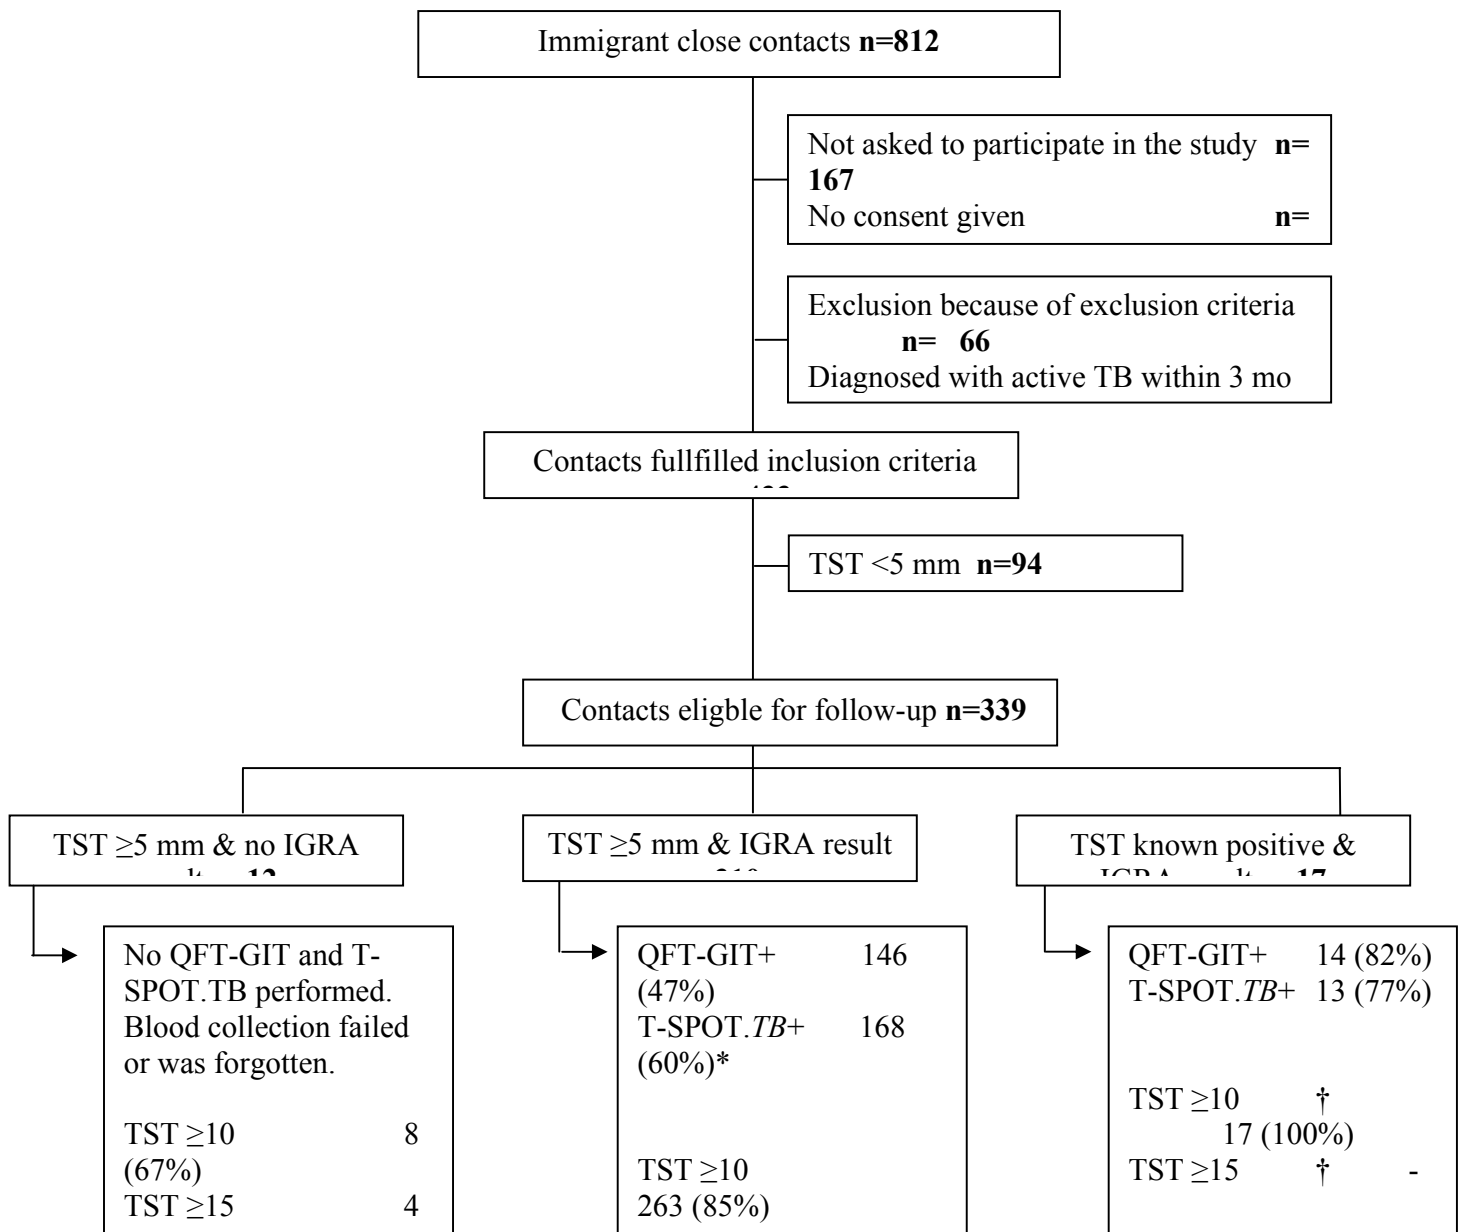 Immigrant close contacts n=812
Not asked to participate in the study n=
167
No consent given n=
Exclusion because of exclusion criteria
n= 66
Diagnosed with active TB within 3 mo
Contacts fullfilled inclusion criteria
TST <5 mm n=94
Contacts eligble for follow-up n=339
TST ≥5 mm & no IGRA
TST ≥5 mm & IGRA result
TST known positive &
No QFT-GIT and T-
SPOT.TB performed.
Blood collection failed
or was forgotten.
TST ≥10 8
(67%)
TST ≥15 4
QFT-GIT+ 146
(47%)
T-SPOT.TB+ 168
(60%)*
TST ≥10
263 (85%)
QFT-GIT+ 14 (82%)
T-SPOT.TB+ 13 (77%)
TST ≥10 †
17 (100%)
TST ≥15 † -